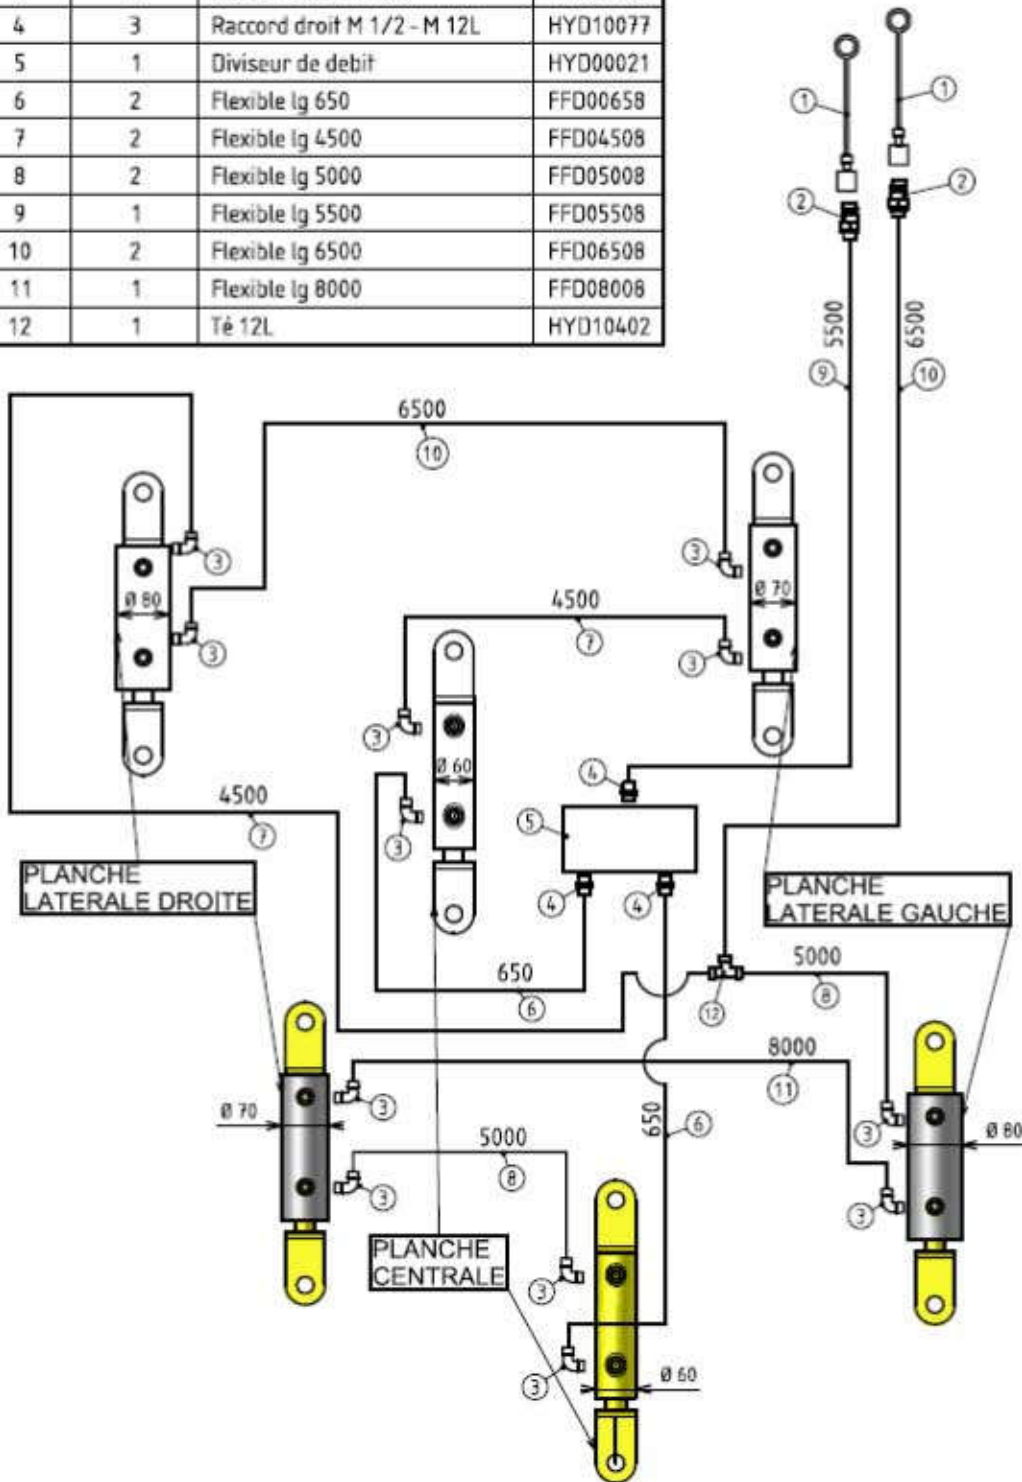 4 3 Raccord droit M 1/2 - M 12L HYD10077
5 1 Diviseur de debit HYD00021
6 2 Flexible lg 650 FFD00658
7 2 Flexible lg 4500 FFD04508
8 2 Flexible lg 5000 FFD05008
9 1 Flexible lg 5500 FFD05508
10 2 Flexible lg 6500 FFD06508
11 1 Flexible lg 8000 FFD08008
12 1 Té 12L HYD10402
1
1
2
2
5500
6500
9
10
6500
10
3
3
Ø 80
Ø 70
3
4500
7
3
3
3
Ø 60
4
5
4500
7
3
PLANCHE
LATERALE DROITE
4
4
PLANCHE
LATERALE GAUCHE
650
6
5000
8
12
8000
11
Ø 70
3
650
6
3
Ø 80
5000
8
3
3
PLANCHE
CENTRALE
3
3
Ø 60